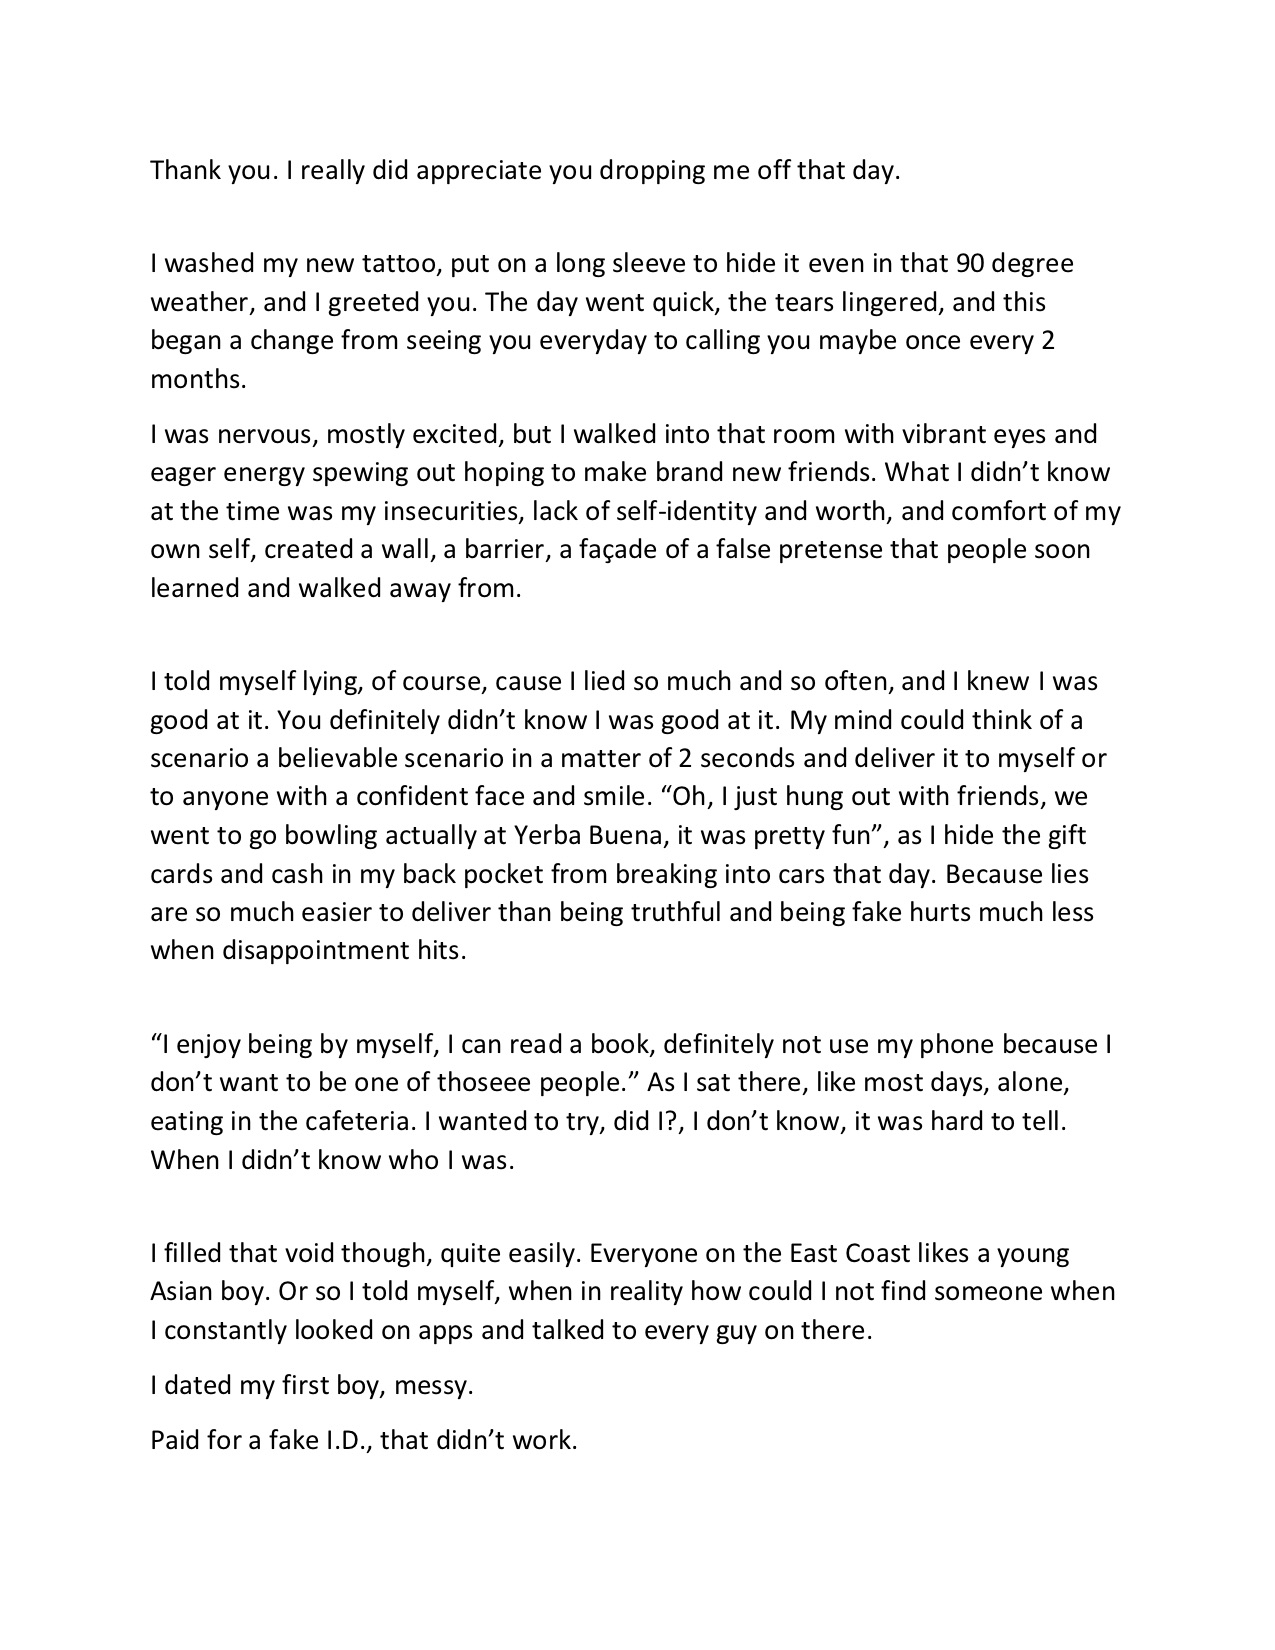 Thank you. I really did appreciate you dropping me off that day.
I washed my new tattoo, put on a long sleeve to hide it even in that 90 degree
weather, and I greeted you. The day went quick, the tears lingered, and this
began a change from seeing you everyday to calling you maybe once every 2
months.
I was nervous, mostly excited, but I walked into that room with vibrant eyes and
eager energy spewing out hoping to make brand new friends. What I didn’t know
at the time was my insecurities, lack of self-identity and worth, and comfort of my
own self, created a wall, a barrier, a façade of a false pretense that people soon
learned and walked away from.
I told myself lying, of course, cause I lied so much and so often, and I knew I was
good at it. You definitely didn’t know I was good at it. My mind could think of a
scenario a believable scenario in a matter of 2 seconds and deliver it to myself or
to anyone with a confident face and smile. “Oh, I just hung out with friends, we
went to go bowling actually at Yerba Buena, it was pretty fun”, as I hide the gift
cards and cash in my back pocket from breaking into cars that day. Because lies
are so much easier to deliver than being truthful and being fake hurts much less
when disappointment hits.
“I enjoy being by myself, I can read a book, definitely not use my phone because I
don’t want to be one of thoseee people.” As I sat there, like most days, alone,
eating in the cafeteria. I wanted to try, did I?, I don’t know, it was hard to tell.
When I didn’t know who I was.
I filled that void though, quite easily. Everyone on the East Coast likes a young
Asian boy. Or so I told myself, when in reality how could I not find someone when
I constantly looked on apps and talked to every guy on there.
I dated my first boy, messy.
Paid for a fake I.D., that didn’t work.